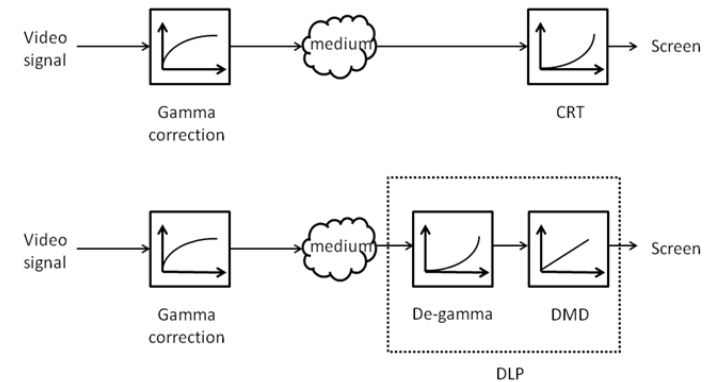 Video
signal
medium
Screen
Gamma
correction
CRT
Video
signal
medium
Screen
Gamma
correction
De-gamma
DMD
DLP